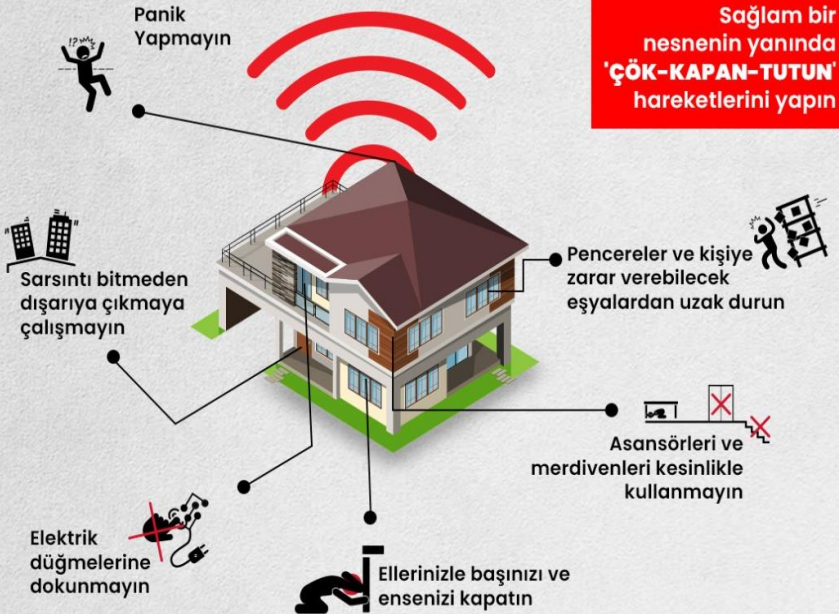 Panik
Yapmayın
Sağlam bir
nesnenin yanında
'ÇÖK-KAPAN-TUTUN'
hareketlerini yapın
!?
Sarsıntı bitmeden
dışarıya çıkmaya
çalışmayın
Pencereler ve kişiye
zarar verebilecek
eşyalardan uzak durun
Asansörleri ve
merdivenleri kesinlikle
kullanmayın
Elektrik
düğmelerine
dokunmayın
Ellerinizle başınızı ve
ensenizi kapatın